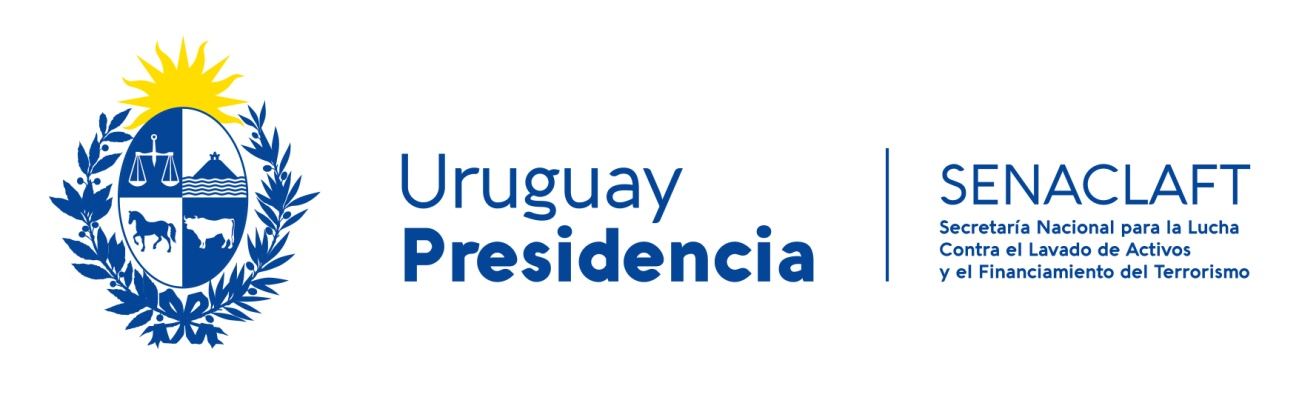 Uruguay
Presidencia
SENACLAFT
Secretaría Nacional para la Lucha
Contra el Lavado de Activos
y el Financiamiento del Terrorismo